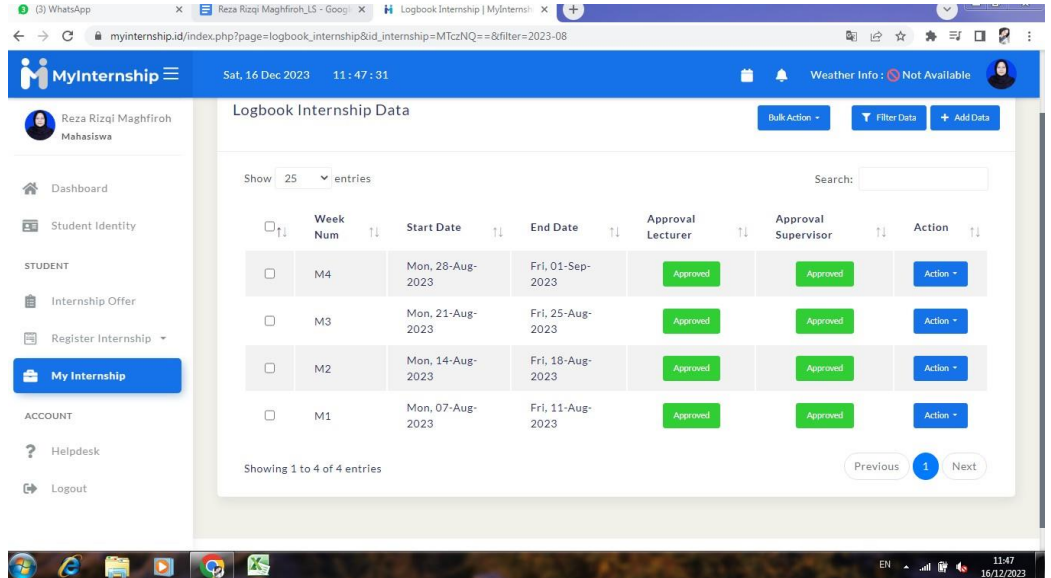 (3) WhatsApp
Reza Rizqi Maghfiroh_LS - Googl
Logbook Internship | MyInternsh
myinternship.id/index.php?page=logbook_internship&id_internship=MTczNQ==&filter=2023-08
MyInternship
Sat, 16 Dec 2023 11:47:31
Weather Info : Not Available
Reza Rizqi Maghfiroh
Mahasiswa
Dashboard
Student Identity
STUDENT
Internship Offer
Register Internship
My Internship
ACCOUNT
Helpdesk
Logout
Logbook Internship Data
Bulk Action
Filter Data
+ Add Data
Show 25 entries
Search:
Week Num Start Date End Date Approval Lecturer Approval Supervisor Action
M4 Mon, 28-Aug-2023 Fri, 01-Sep-2023 Approved Approved Action
M3 Mon, 21-Aug-2023 Fri, 25-Aug-2023 Approved Approved Action
M2 Mon, 14-Aug-2023 Fri, 18-Aug-2023 Approved Approved Action
M1 Mon, 07-Aug-2023 Fri, 11-Aug-2023 Approved Approved Action
Showing 1 to 4 of 4 entries
Previous 1 Next
EN
11:47
16/12/2023